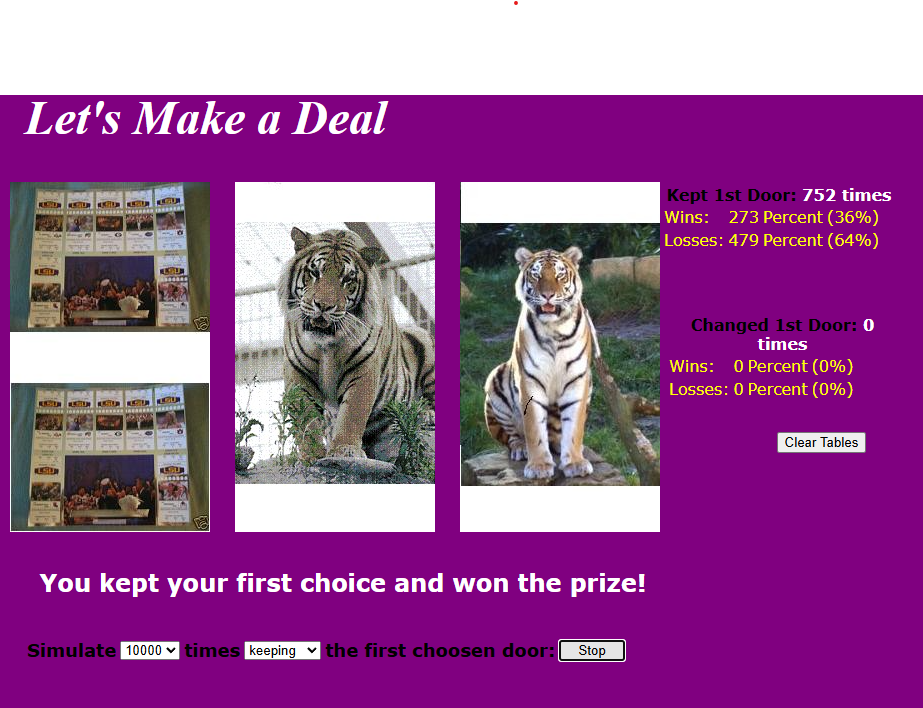 Let's Make a Deal
LSU
LSU
Kept 1st Door: 752 times
Wins: 273 Percent (36%)
Losses: 479 Percent (64%)
Changed 1st Door: 0
times
Wins: 0 Percent (0%)
Losses: 0 Percent (0%)
Clear Tables
You kept your first choice and won the prize!
Simulate 10000 times keeping the first choosen door: Stop